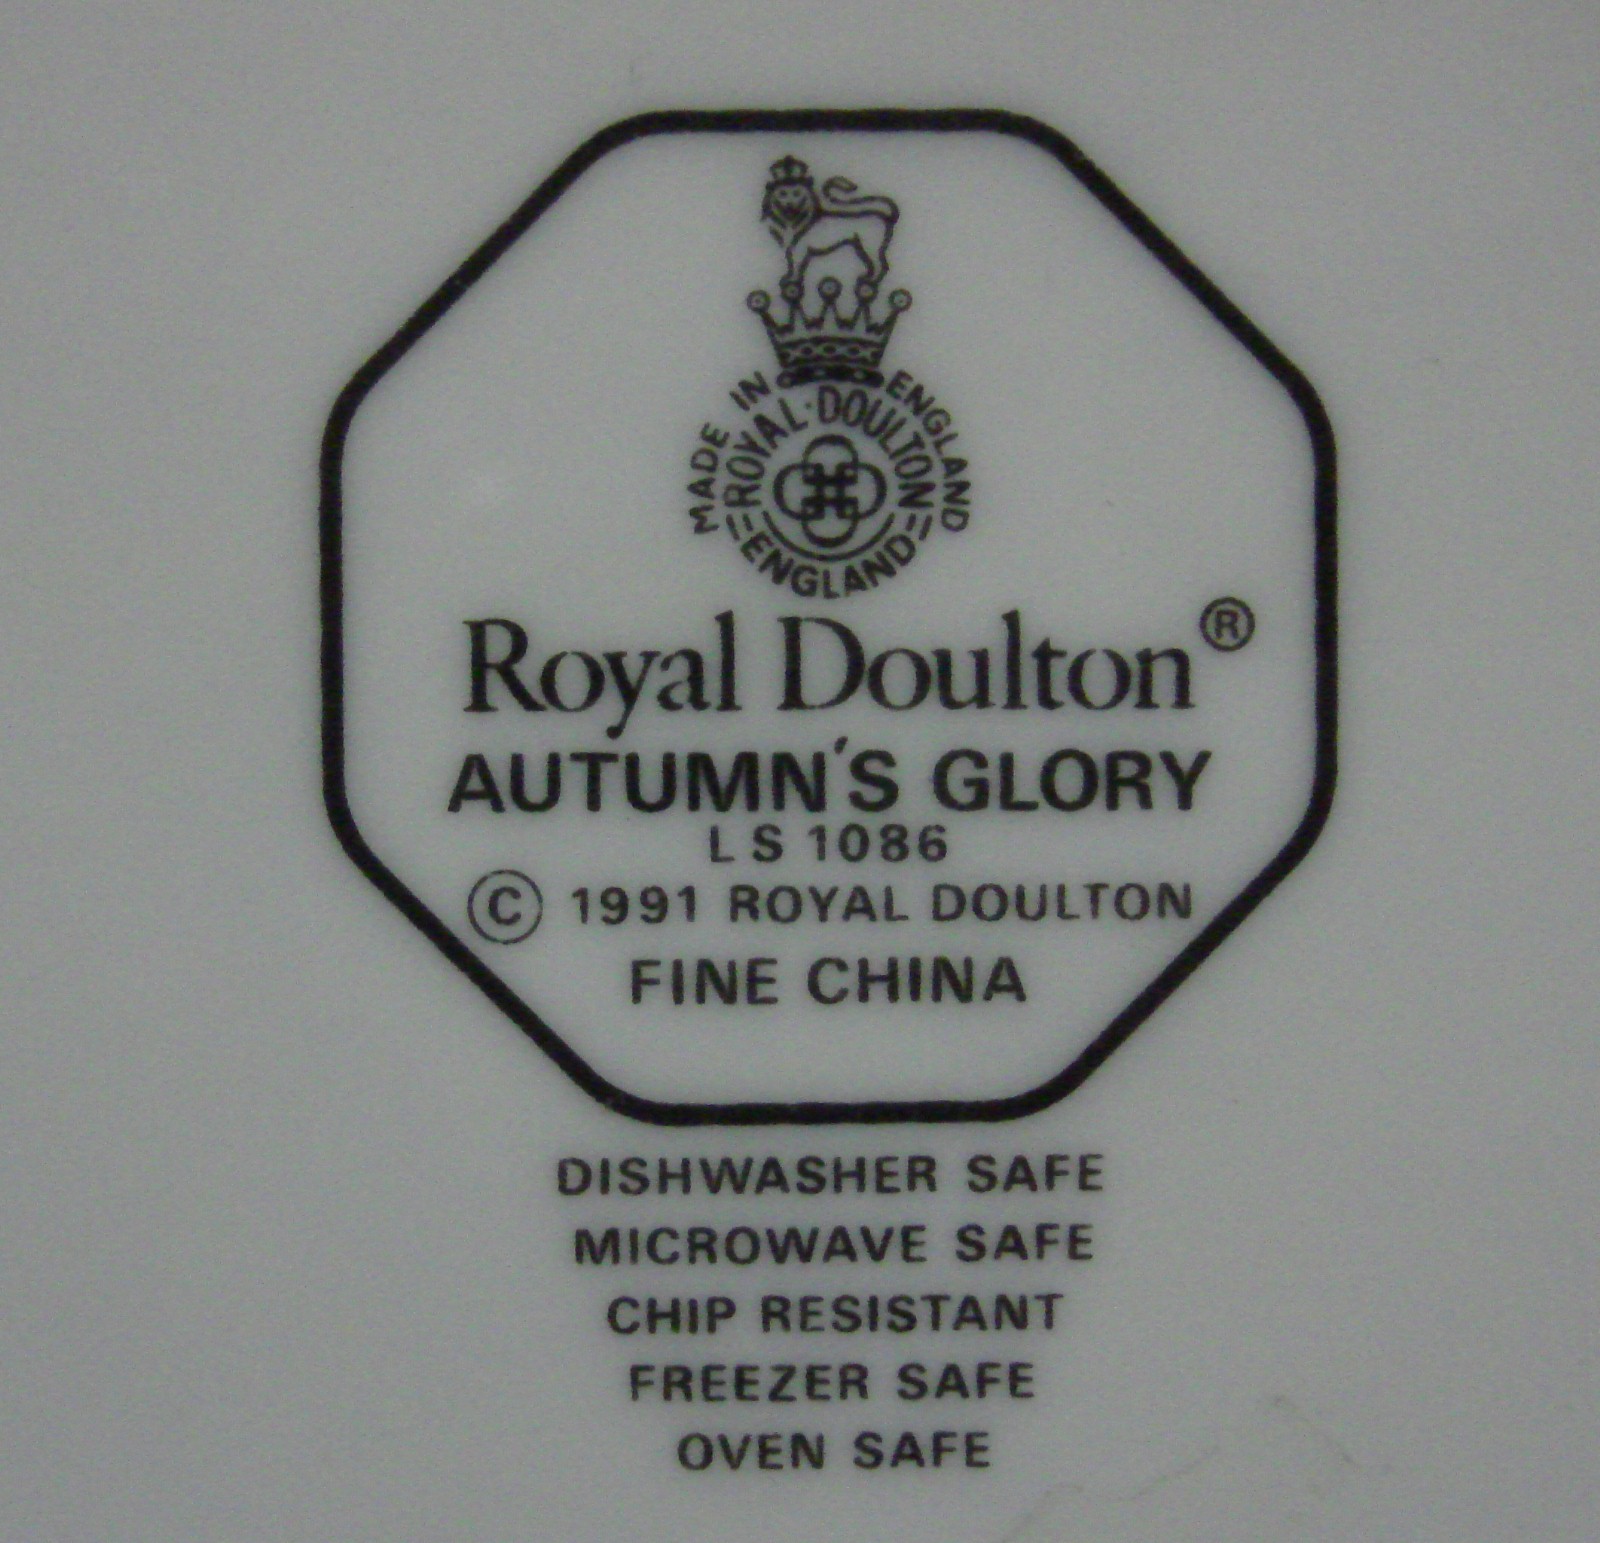 MADE IN ENGLAND
ROYAL·DOULTON
ENGLAND
Royal Doulton®
AUTUMN'S GLORY
LS 1086
© 1991 ROYAL DOULTON
FINE CHINA
DISHWASHER SAFE
MICROWAVE SAFE
CHIP RESISTANT
FREEZER SAFE
OVEN SAFE